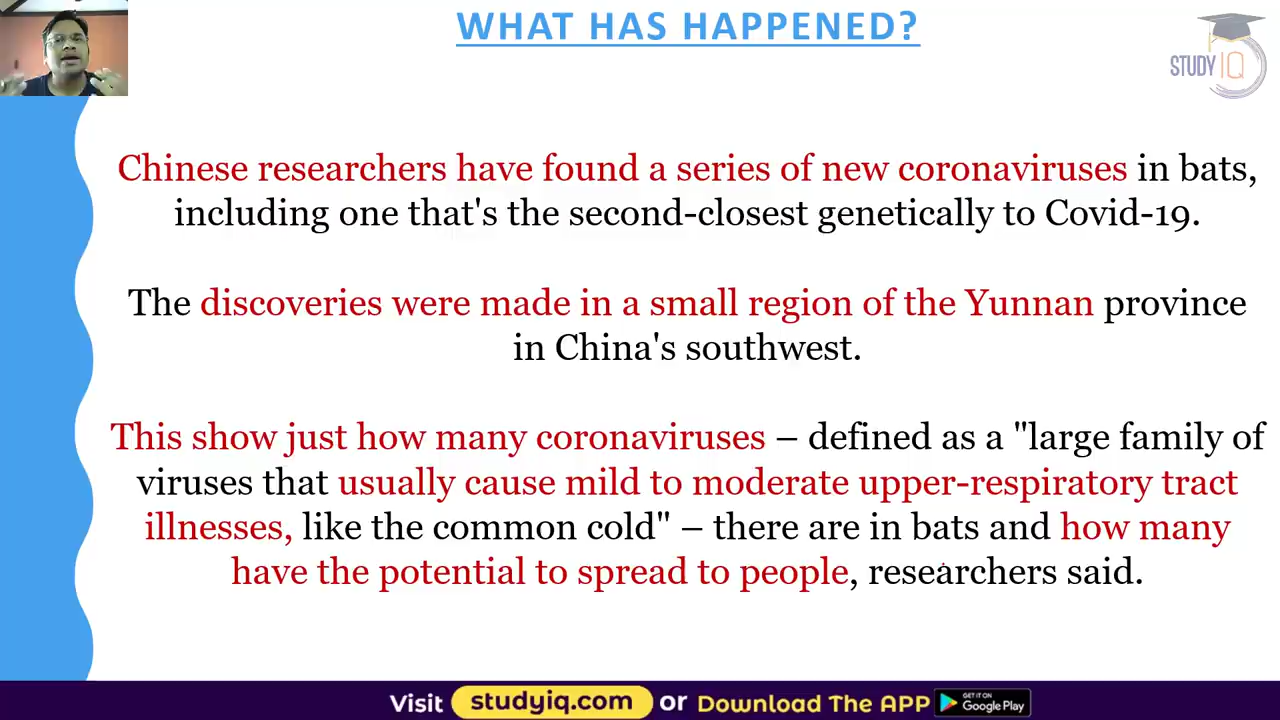 WHAT HAS HAPPENED?
STUDY IQ
Chinese researchers have found a series of new coronaviruses in bats,
including one that's the second-closest genetically to Covid-19.
The discoveries were made in a small region of the Yunnan province
in China's southwest.
This show just how many coronaviruses – defined as a "large family of
viruses that usually cause mild to moderate upper-respiratory tract
illnesses, like the common cold" – there are in bats and how many
have the potential to spread to people, researchers said.
Visit studyiq.com or Download The APP GET IT ON Google Play